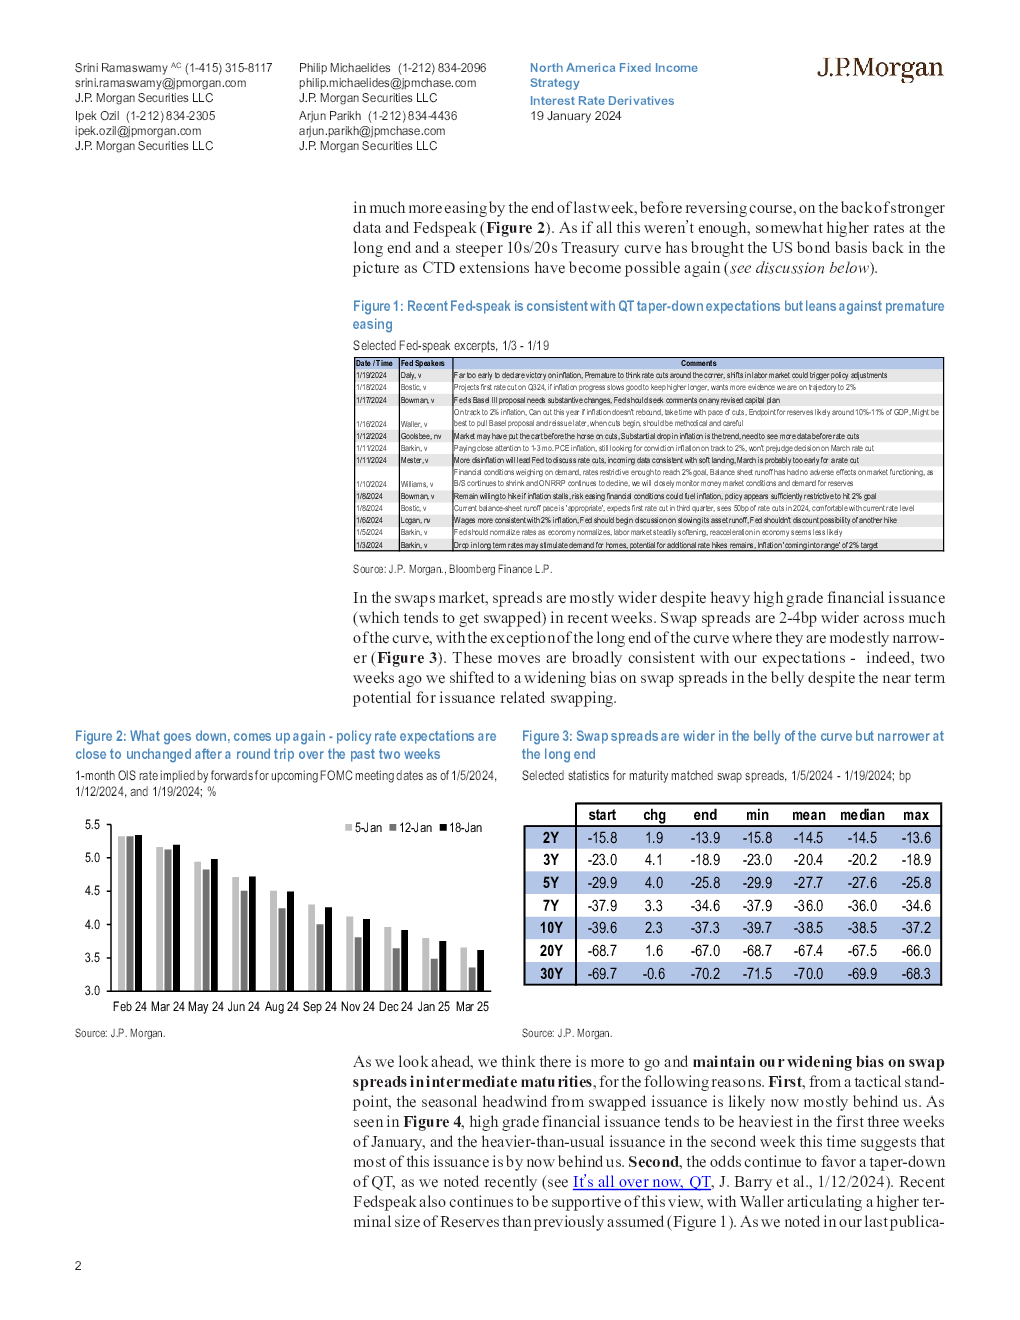 Srini Ramaswamy AC (1-415) 315-8117
srini.ramaswamy@jpmorgan.com
J.P. Morgan Securities LLC
Ipek Ozil (1-212) 834-2305
ipek.ozil@jpmorgan.com
J.P. Morgan Securities LLC
Philip Michaelides (1-212) 834-2096
philip.michaelides@jpmchase.com
J.P. Morgan Securities LLC
Arjun Parikh (1-212) 834-4436
arjun.parikh@jpmchase.com
J.P. Morgan Securities LLC
North America Fixed Income
Strategy
Interest Rate Derivatives
19 January 2024
J.P.Morgan
in much more easing by the end of last week, before reversing course, on the back of stronger
data and Fedspeak (Figure 2). As if all this weren't enough, somewhat higher rates at the
long end and a steeper 10s/20s Treasury curve has brought the US bond basis back in the
picture as CTD extensions have become possible again (see discussion below).
Figure 1: Recent Fed-speak is consistent with QT taper-down expectations but leans against premature
easing
Selected Fed-speak excerpts, 1/3 - 1/19
Date / Time Fed Speakers Comments
1/19/2024 Daly, v Far too early to declare victory on inflation, Premature to think rate cuts around the corner, shifts in labor market could trigger policy adjustments
1/18/2024 Bostic, v Projects first rate cut on Q324, if inflation progress slows good to keep higher longer, wants more evidence we are on trajectory to 2%
1/17/2024 Bowman, v Fed's Basel III proposal needs substantive changes, Fed should seek comments on any revised capital plan
1/16/2024 Waller, v On track to 2% inflation, Can cut this year if inflation doesn't rebound, take time with pace of cuts, Endpoint for reserves likely around 10%-11% of GDP, Might be
best to pull Basel proposal and reissue later, when cuts begin, should be methodical and careful
1/12/2024 Goolsbee, nv Market may have put the cart before the horse on cuts, Substantial drop in inflation is the trend, need to see more data before rate cuts
1/11/2024 Barkin, v Paying close attention to 1-3 mo. PCE inflation, still looking for conviction inflation on track to 2%, won't prejudge decision on March rate cut
1/11/2024 Mester, v More disinflation will lead Fed to discuss rate cuts, incoming data consistent with soft landing, March is probably too early for a rate cut
1/10/2024 Williams, v Financial conditions weighing on demand, rates restrictive enough to reach 2% goal, Balance sheet runoff has had no adverse effects on market functioning, as
B/S continues to shrink and ON RRP continues to decline, we will closely monitor money market conditions and demand for reserves
1/8/2024 Bowman, v Remain willing to hike if inflation stalls, risk easing financial conditions could fuel inflation, policy appears sufficiently restrictive to hit 2% goal
1/8/2024 Bostic, v Current balance-sheet runoff pace is 'appropriate', expects first rate cut in third quarter, sees 50bp of rate cuts in 2024, comfortable with current rate level
1/6/2024 Logan, nv Wages more consistent with 2% inflation, Fed should begin discussion on slowing its asset runoff, Fed shouldn't discount possibility of another hike
1/5/2024 Barkin, v Fed should normalize rates as economy normalizes, labor market steadily softening, reacceleration in economy seems less likely
1/3/2024 Barkin, v Drop in long term rates may stimulate demand for homes, potential for additional rate hikes remains, Inflation 'coming into range' of 2% target
Source: J.P. Morgan., Bloomberg Finance L.P.
In the swaps market, spreads are mostly wider despite heavy high grade financial issuance
(which tends to get swapped) in recent weeks. Swap spreads are 2-4bp wider across much
of the curve, with the exception of the long end of the curve where they are modestly narrow-
er (Figure 3). These moves are broadly consistent with our expectations - indeed, two
weeks ago we shifted to a widening bias on swap spreads in the belly despite the near term
potential for issuance related swapping.
Figure 2: What goes down, comes up again - policy rate expectations are
close to unchanged after a round trip over the past two weeks
1-month OIS rate implied by forwards for upcoming FOMC meeting dates as of 1/5/2024,
1/12/2024, and 1/19/2024; %
5-Jan 12-Jan 18-Jan
5.5
5.0
4.5
4.0
3.5
3.0
Feb 24 Mar 24 May 24 Jun 24 Aug 24 Sep 24 Nov 24 Dec 24 Jan 25 Mar 25
Source: J.P. Morgan.
Figure 3: Swap spreads are wider in the belly of the curve but narrower at
the long end
Selected statistics for maturity matched swap spreads, 1/5/2024 - 1/19/2024; bp
start chg end min mean median max
2Y -15.8 1.9 -13.9 -15.8 -14.5 -14.5 -13.6
3Y -23.0 4.1 -18.9 -23.0 -20.4 -20.2 -18.9
5Y -29.9 4.0 -25.8 -29.9 -27.7 -27.6 -25.8
7Y -37.9 3.3 -34.6 -37.9 -36.0 -36.0 -34.6
10Y -39.6 2.3 -37.3 -39.7 -38.5 -38.5 -37.2
20Y -68.7 1.6 -67.0 -68.7 -67.4 -67.5 -66.0
30Y -69.7 -0.6 -70.2 -71.5 -70.0 -69.9 -68.3
Source: J.P. Morgan.
As we look ahead, we think there is more to go and maintain our widening bias on swap
spreads in intermediate maturities, for the following reasons. First, from a tactical stand-
point, the seasonal headwind from swapped issuance is likely now mostly behind us. As
seen in Figure 4, high grade financial issuance tends to be heaviest in the first three weeks
of January, and the heavier-than-usual issuance in the second week this time suggests that
most of this issuance is by now behind us. Second, the odds continue to favor a taper-down
of QT, as we noted recently (see It's all over now, QT, J. Barry et al., 1/12/2024). Recent
Fedspeak also continues to be supportive of this view, with Waller articulating a higher ter-
minal size of Reserves than previously assumed (Figure 1). As we noted in our last publica-
2